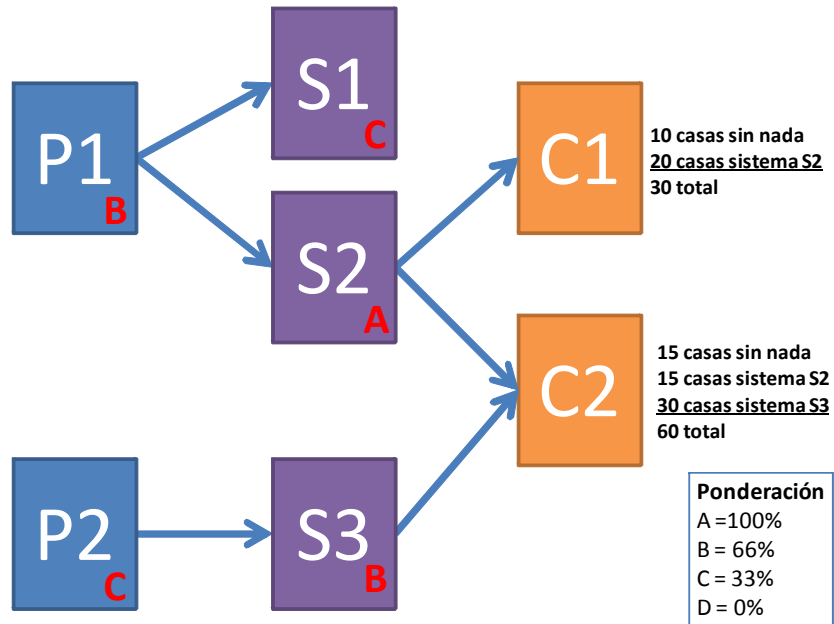 P1
B
S1
C
S2
A
C1
10 casas sin nada
20 casas sistema S2
30 total
C2
15 casas sin nada
15 casas sistema S2
30 casas sistema S3
60 total
P2
C
S3
B
Ponderación
A =100%
B = 66%
C = 33%
D = 0%